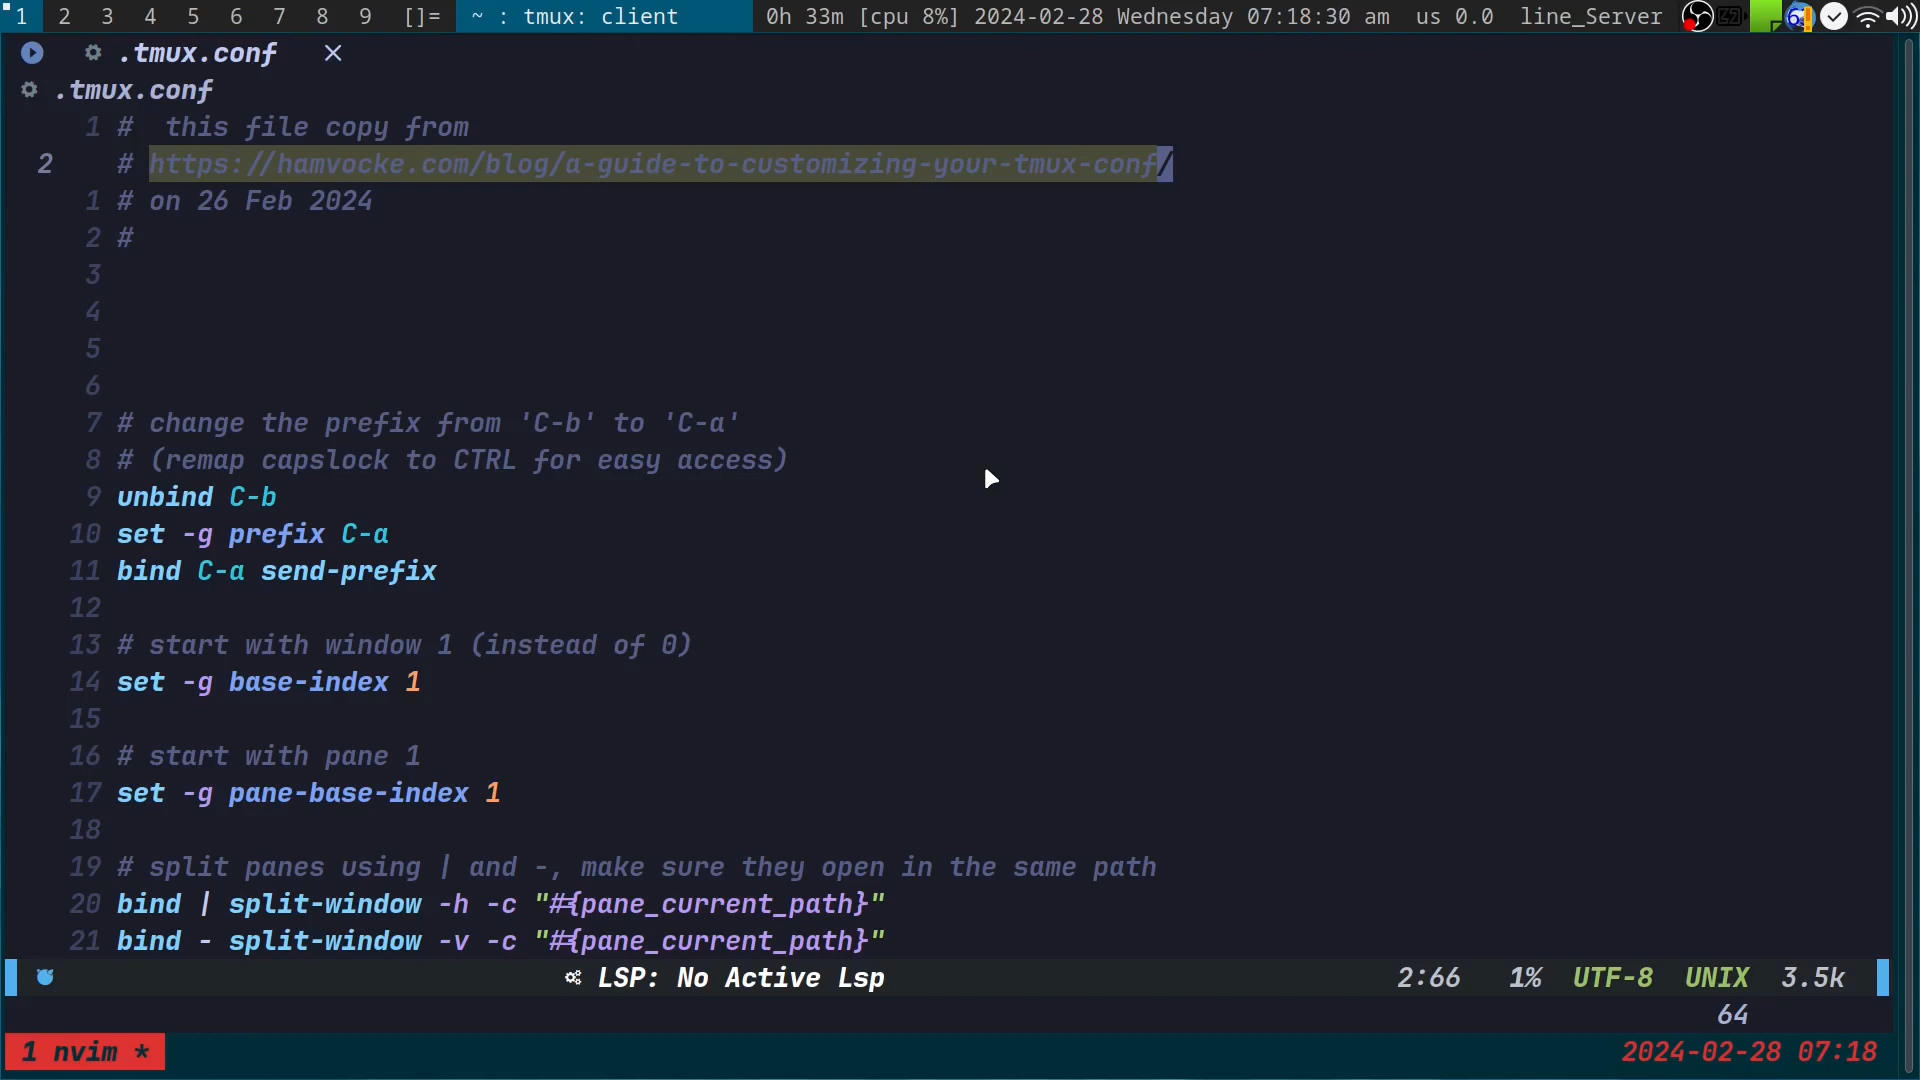 1 2 3 4 5 6 7 8 9 []= ~ : tmux: client 0h 33m [cpu 8%] 2024-02-28 Wednesday 07:18:30 am us 0.0 line_Server
.tmux.conf
.tmux.conf
1 #  this file copy from
2 # https://hamvocke.com/blog/a-guide-to-customizing-your-tmux-conf/
1 # on 26 Feb 2024
2 #
3
4
5
6
7 # change the prefix from 'C-b' to 'C-a'
8 # (remap capslock to CTRL for easy access)
9 unbind C-b
10 set -g prefix C-a
11 bind C-a send-prefix
12
13 # start with window 1 (instead of 0)
14 set -g base-index 1
15
16 # start with pane 1
17 set -g pane-base-index 1
18
19 # split panes using | and -, make sure they open in the same path
20 bind | split-window -h -c "#{pane_current_path}"
21 bind - split-window -v -c "#{pane_current_path}"
LSP: No Active Lsp 2:66 1% UTF-8 UNIX 3.5k
64
1 nvim * 2024-02-28 07:18